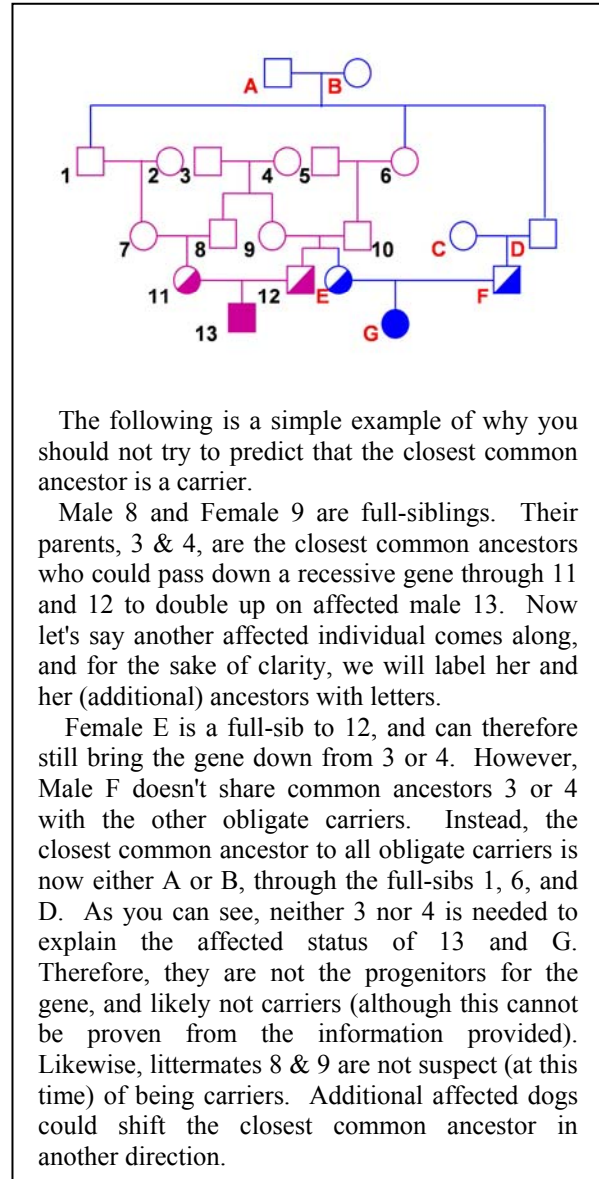 A B
1 2 3 4 5 6
7 8 9 10 C D
11 12 E F
13 G
The following is a simple example of why you
should not try to predict that the closest common
ancestor is a carrier.
Male 8 and Female 9 are full-siblings. Their
parents, 3 & 4, are the closest common ancestors
who could pass down a recessive gene through 11
and 12 to double up on affected male 13. Now
let's say another affected individual comes along,
and for the sake of clarity, we will label her and
her (additional) ancestors with letters.
Female E is a full-sib to 12, and can therefore
still bring the gene down from 3 or 4. However,
Male F doesn't share common ancestors 3 or 4
with the other obligate carriers. Instead, the
closest common ancestor to all obligate carriers is
now either A or B, through the full-sibs 1, 6, and
D. As you can see, neither 3 nor 4 is needed to
explain the affected status of 13 and G.
Therefore, they are not the progenitors for the
gene, and likely not carriers (although this cannot
be proven from the information provided).
Likewise, littermates 8 & 9 are not suspect (at this
time) of being carriers. Additional affected dogs
could shift the closest common ancestor in
another direction.